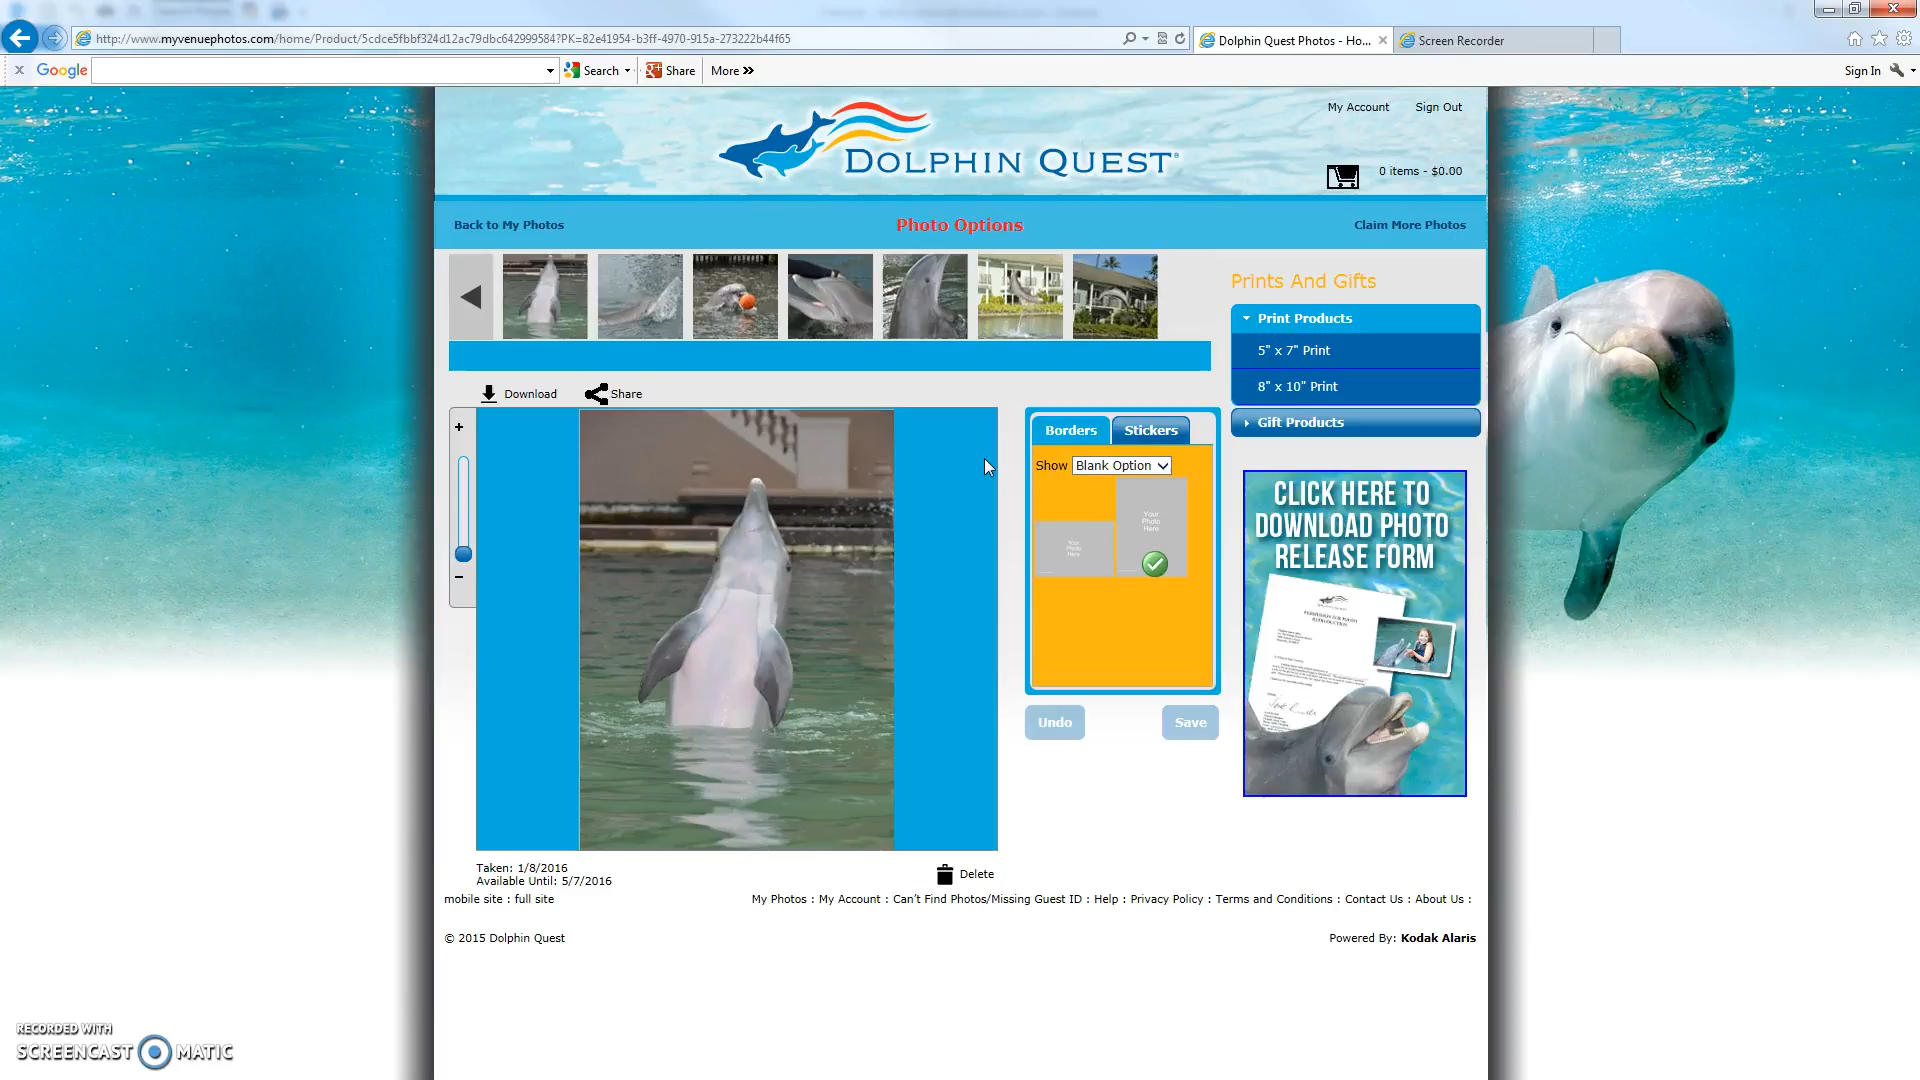 http://www.myvenuephotos.com/home/Product/5cdce5fbbf324d12ac79dbc642999584?PK=82e41954-b3ff-4970-915a-273222b44f65
Dolphin Quest Photos - Ho...
Screen Recorder
Google
Search
Share
More »
Sign In
My Account
Sign Out
DOLPHIN QUEST®
0 items - $0.00
Back to My Photos
Photo Options
Claim More Photos
Prints And Gifts
Print Products
5" x 7" Print
8" x 10" Print
Gift Products
Download
Share
Borders
Stickers
Show
Blank Option
Your
Photo
Here
Your
Photo
Here
Undo
Save
CLICK HERE TO
DOWNLOAD PHOTO
RELEASE FORM
Taken: 1/8/2016
Available Until: 5/7/2016
Delete
mobile site : full site
My Photos : My Account : Can't Find Photos/Missing Guest ID : Help : Privacy Policy : Terms and Conditions : Contact Us : About Us :
© 2015 Dolphin Quest
Powered By: Kodak Alaris
RECORDED WITH
SCREENCAST MATIC